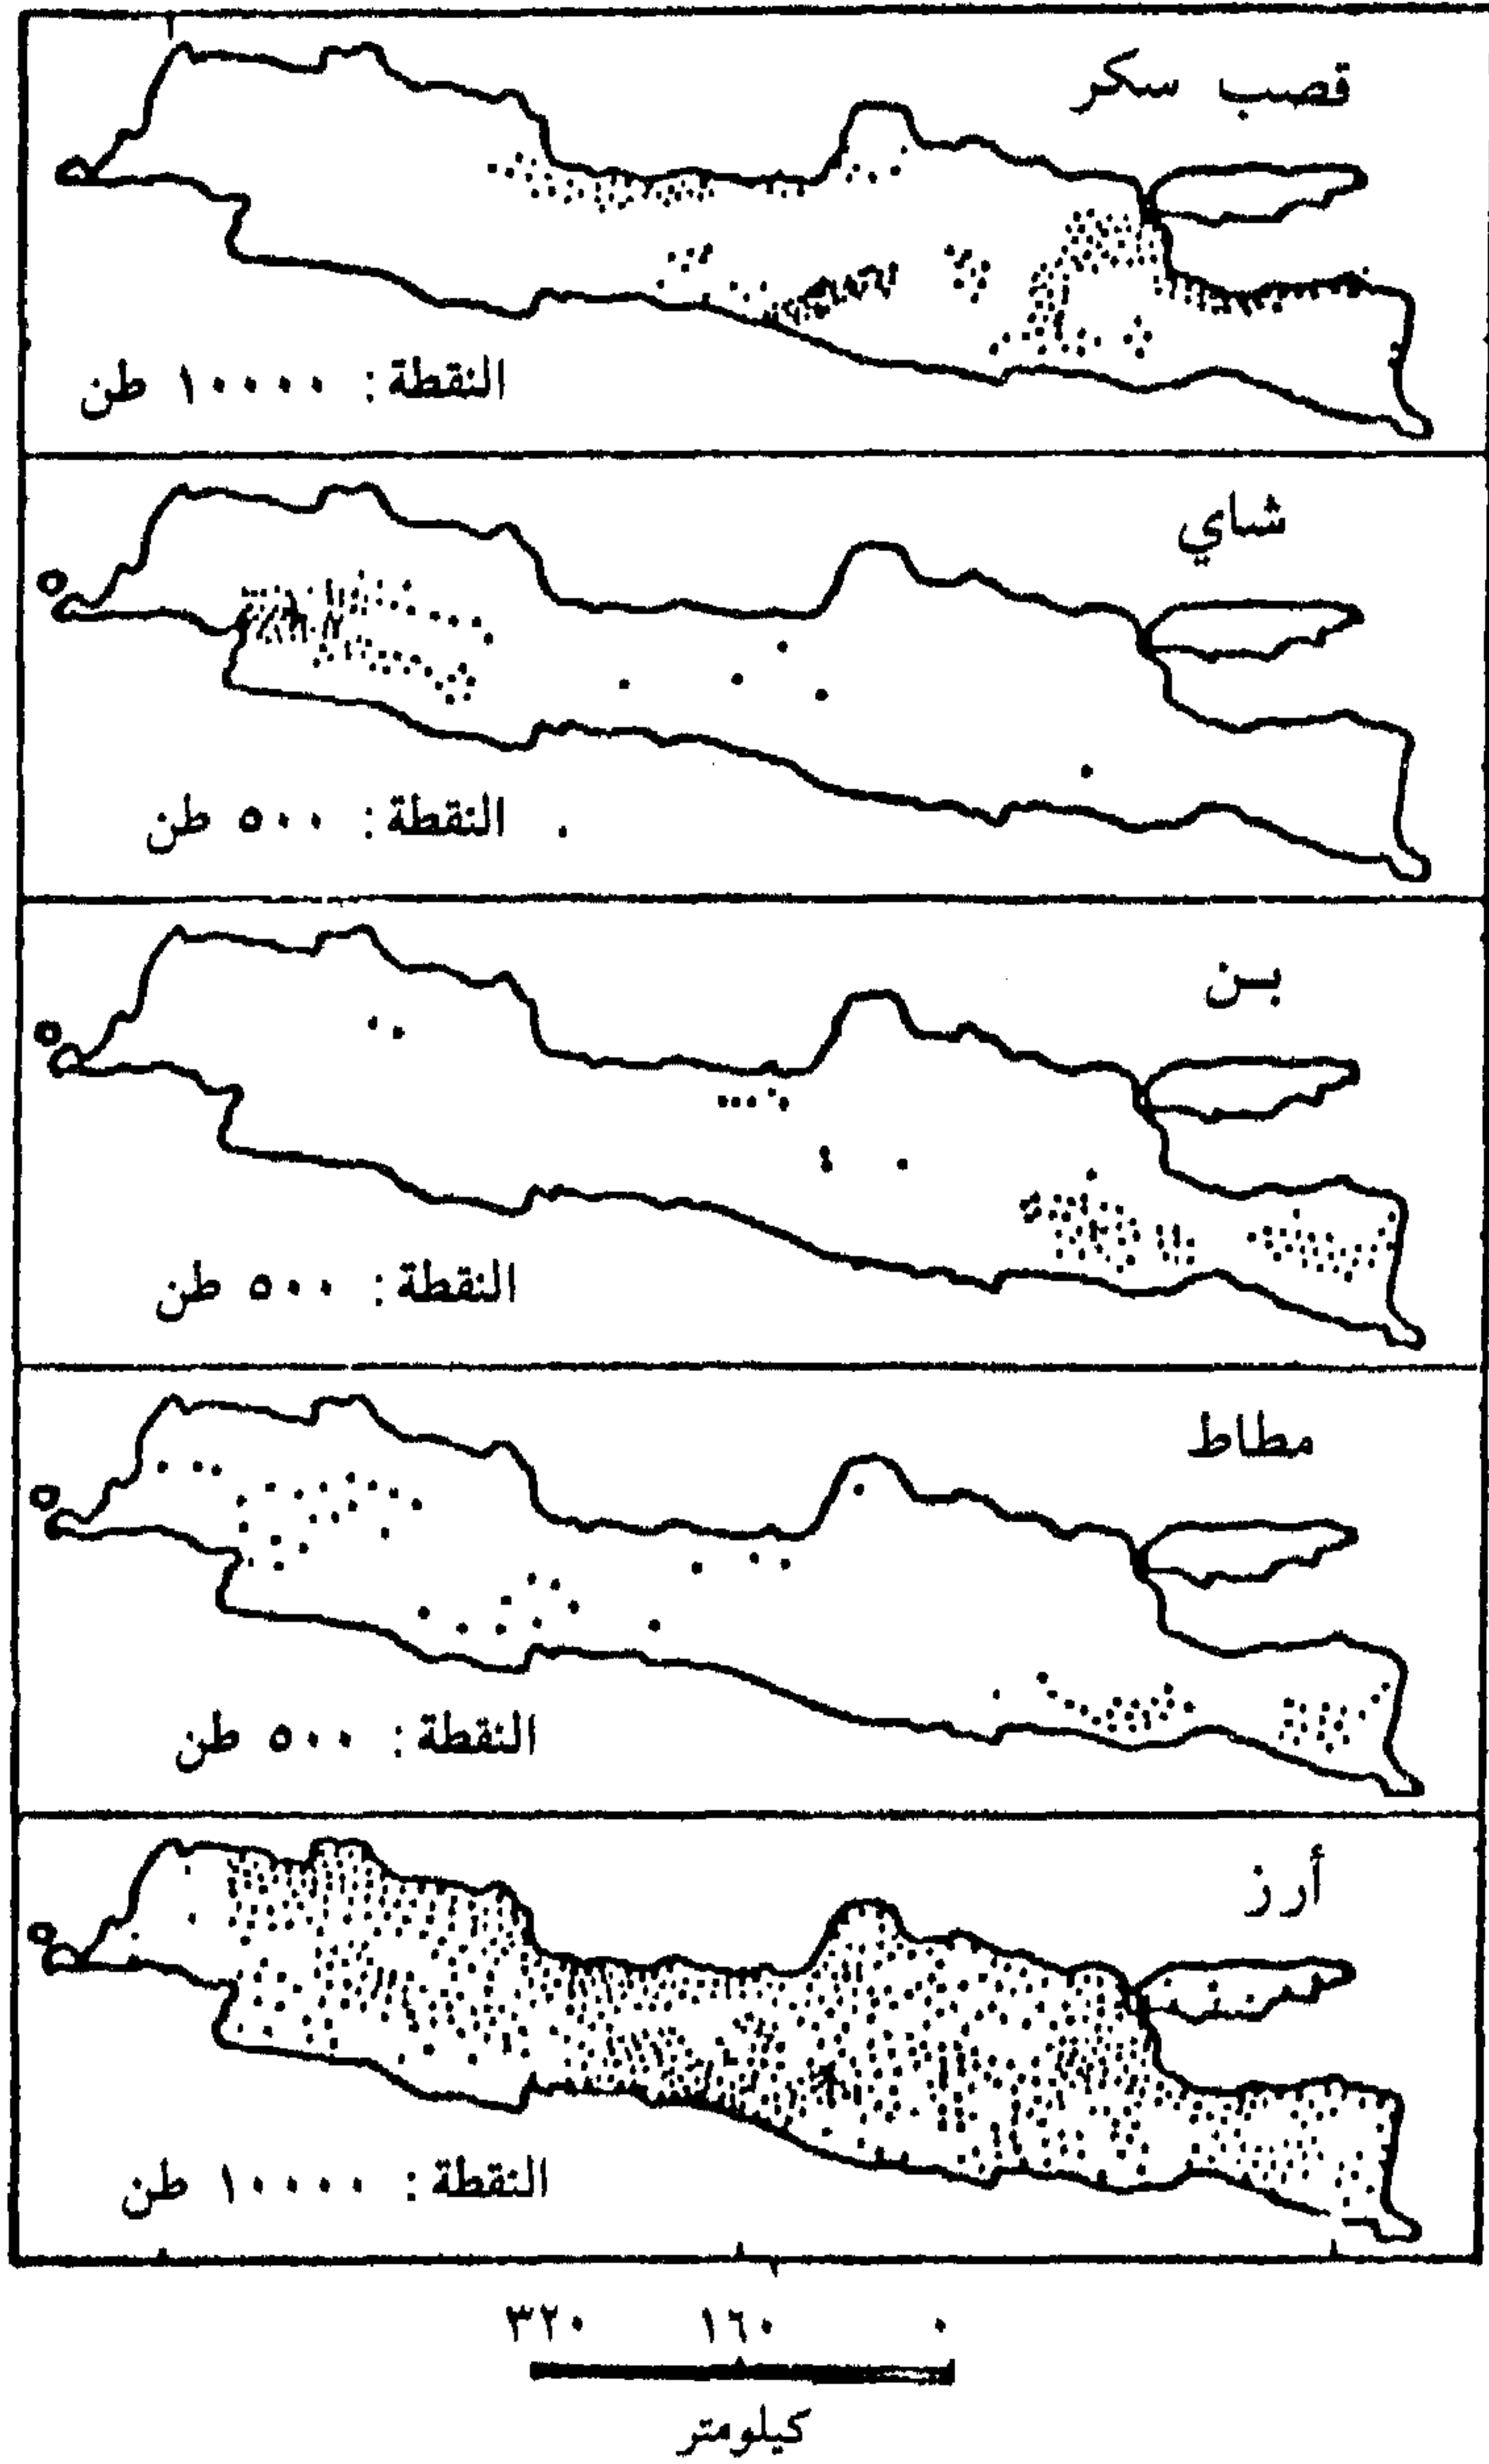 قصب سكر
النقطة: ١٠٠٠٠ طن
شاي
النقطة: ٥٠٠ طن
بن
النقطة: ٥٠٠ طن
مطاط
النقطة: ٥٠٠ طن
أرز
النقطة: ١٠٠٠٠ طن
٣٢٠ ١٦٠ ٠
كيلومتر